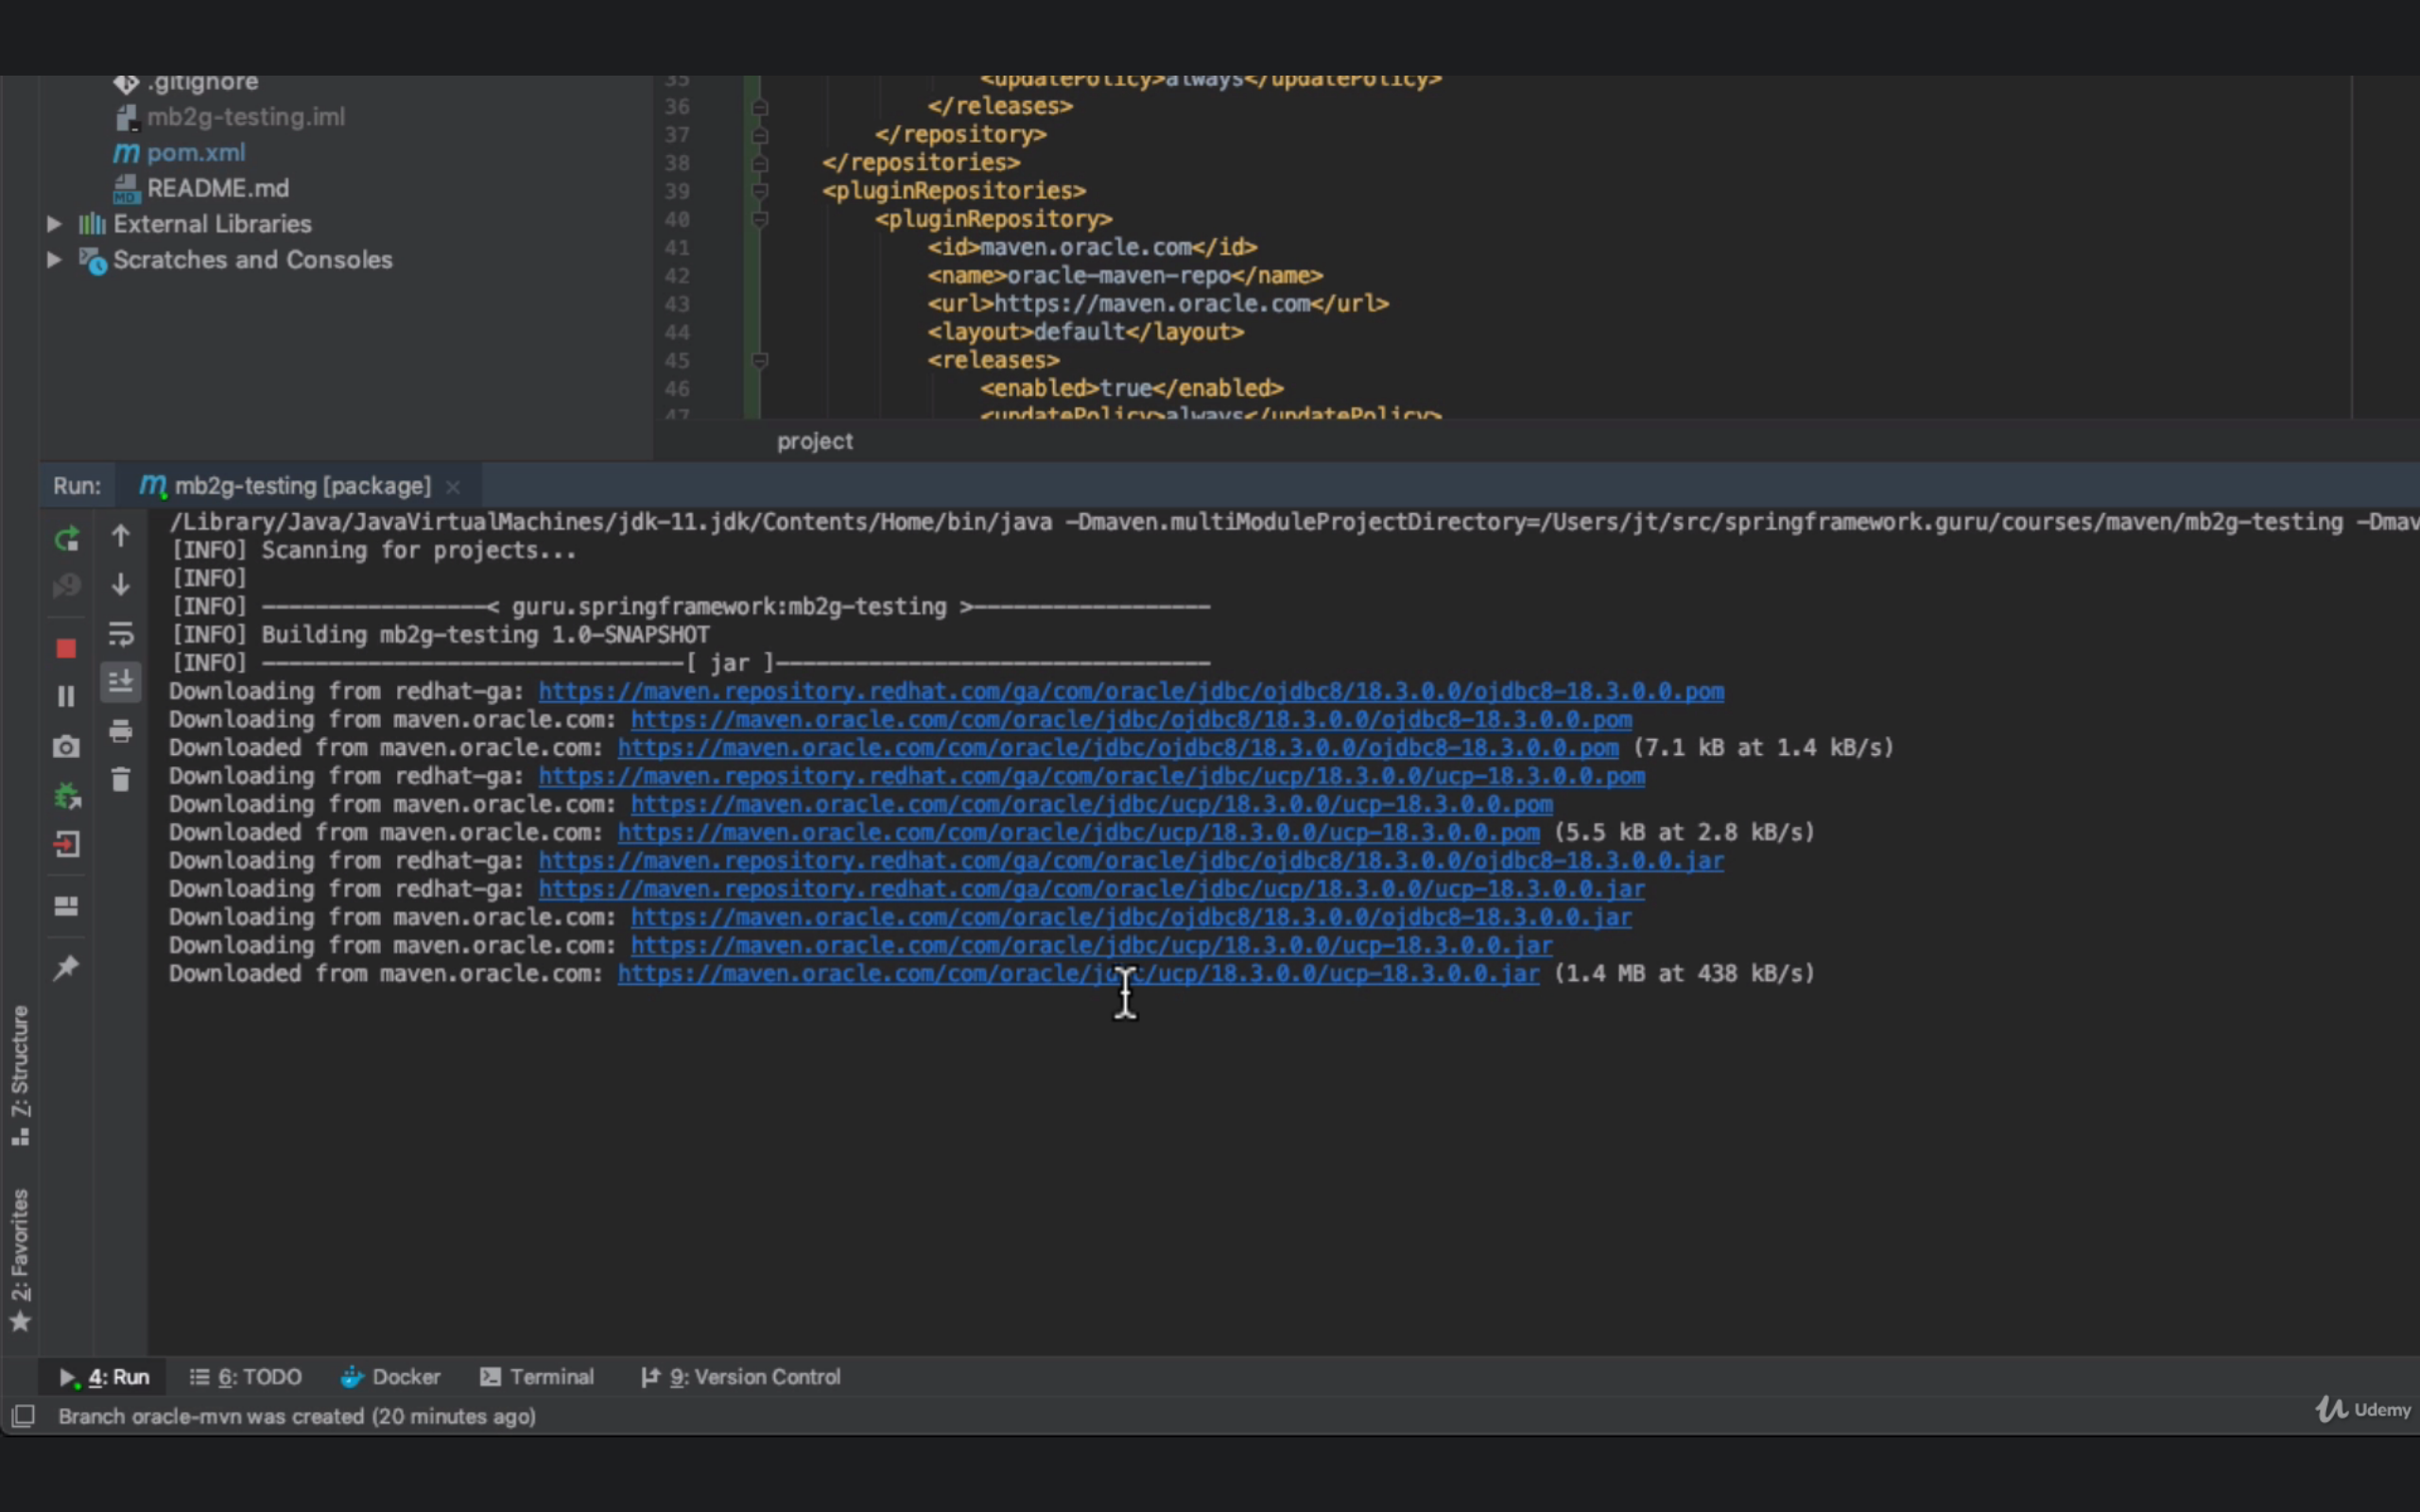 .gitignore
mb2g-testing.iml
pom.xml
README.md
External Libraries
Scratches and Consoles
35 <updatePolicy>always</updatePolicy>
36 </releases>
37 </repository>
38 </repositories>
39 <pluginRepositories>
40 <pluginRepository>
41 <id>maven.oracle.com</id>
42 <name>oracle-maven-repo</name>
43 <url>https://maven.oracle.com</url>
44 <layout>default</layout>
45 <releases>
46 <enabled>true</enabled>
47 <updatePolicy>always</updatePolicy>
project
Run: mb2g-testing [package]
/Library/Java/JavaVirtualMachines/jdk-11.jdk/Contents/Home/bin/java -Dmaven.multiModuleProjectDirectory=/Users/jt/src/springframework.guru/courses/maven/mb2g-testing -Dmav
[INFO] Scanning for projects...
[INFO]
[INFO] -----------------< guru.springframework:mb2g-testing >------------------
[INFO] Building mb2g-testing 1.0-SNAPSHOT
[INFO] --------------------------------[ jar ]---------------------------------
Downloading from redhat-ga: https://maven.repository.redhat.com/ga/com/oracle/jdbc/ojdbc8/18.3.0.0/ojdbc8-18.3.0.0.pom
Downloading from maven.oracle.com: https://maven.oracle.com/com/oracle/jdbc/ojdbc8/18.3.0.0/ojdbc8-18.3.0.0.pom
Downloaded from maven.oracle.com: https://maven.oracle.com/com/oracle/jdbc/ojdbc8/18.3.0.0/ojdbc8-18.3.0.0.pom (7.1 kB at 1.4 kB/s)
Downloading from redhat-ga: https://maven.repository.redhat.com/ga/com/oracle/jdbc/ucp/18.3.0.0/ucp-18.3.0.0.pom
Downloading from maven.oracle.com: https://maven.oracle.com/com/oracle/jdbc/ucp/18.3.0.0/ucp-18.3.0.0.pom
Downloaded from maven.oracle.com: https://maven.oracle.com/com/oracle/jdbc/ucp/18.3.0.0/ucp-18.3.0.0.pom (5.5 kB at 2.8 kB/s)
Downloading from redhat-ga: https://maven.repository.redhat.com/ga/com/oracle/jdbc/ojdbc8/18.3.0.0/ojdbc8-18.3.0.0.jar
Downloading from redhat-ga: https://maven.repository.redhat.com/ga/com/oracle/jdbc/ucp/18.3.0.0/ucp-18.3.0.0.jar
Downloading from maven.oracle.com: https://maven.oracle.com/com/oracle/jdbc/ojdbc8/18.3.0.0/ojdbc8-18.3.0.0.jar
Downloading from maven.oracle.com: https://maven.oracle.com/com/oracle/jdbc/ucp/18.3.0.0/ucp-18.3.0.0.jar
Downloaded from maven.oracle.com: https://maven.oracle.com/com/oracle/jdbc/ucp/18.3.0.0/ucp-18.3.0.0.jar (1.4 MB at 438 kB/s)
Z: Structure
2: Favorites
4: Run 6: TODO Docker Terminal 9: Version Control
Branch oracle-mvn was created (20 minutes ago)
Udemy